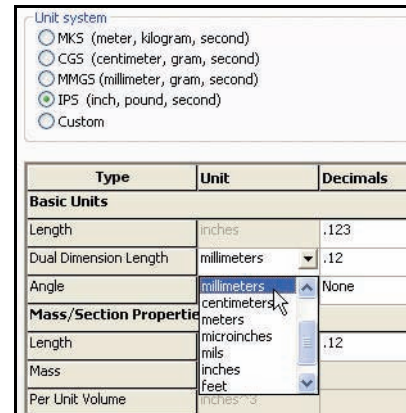 Unit system
MKS (meter, kilogram, second)
CGS (centimeter, gram, second)
MMGS (millimeter, gram, second)
IPS (inch, pound, second)
Custom
Type Unit Decimals
Basic Units
Length inches .123
Dual Dimension Length millimeters .12
Angle millimeters None
centimeters
Mass/Section Propertie
meters
microinches
Length mils .12
inches
Mass feet
Per Unit Volume inches^3